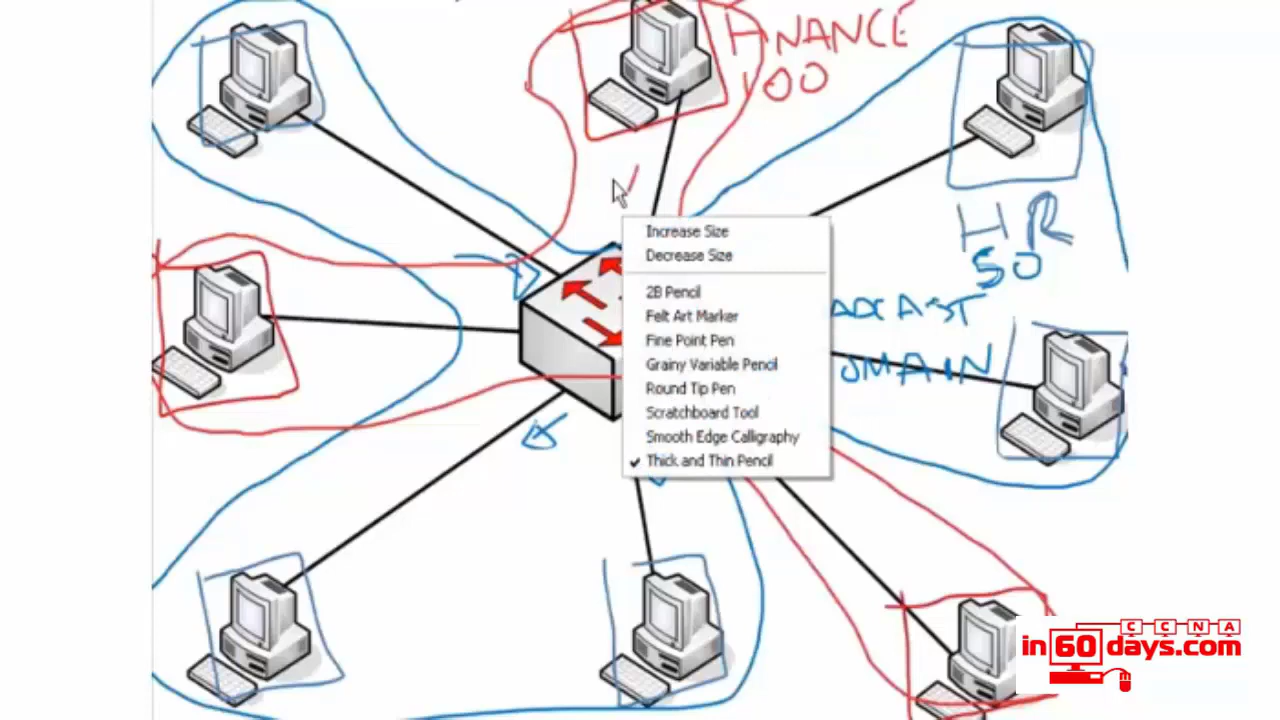 FINANCE
100
HR
50
ADCAST
OMAIN
Increase Size
Decrease Size
2B Pencil
Felt Art Marker
Fine Point Pen
Grainy Variable Pencil
Round Tip Pen
Scratchboard Tool
Smooth Edge Calligraphy
Thick and Thin Pencil
CCNA
in60days.com